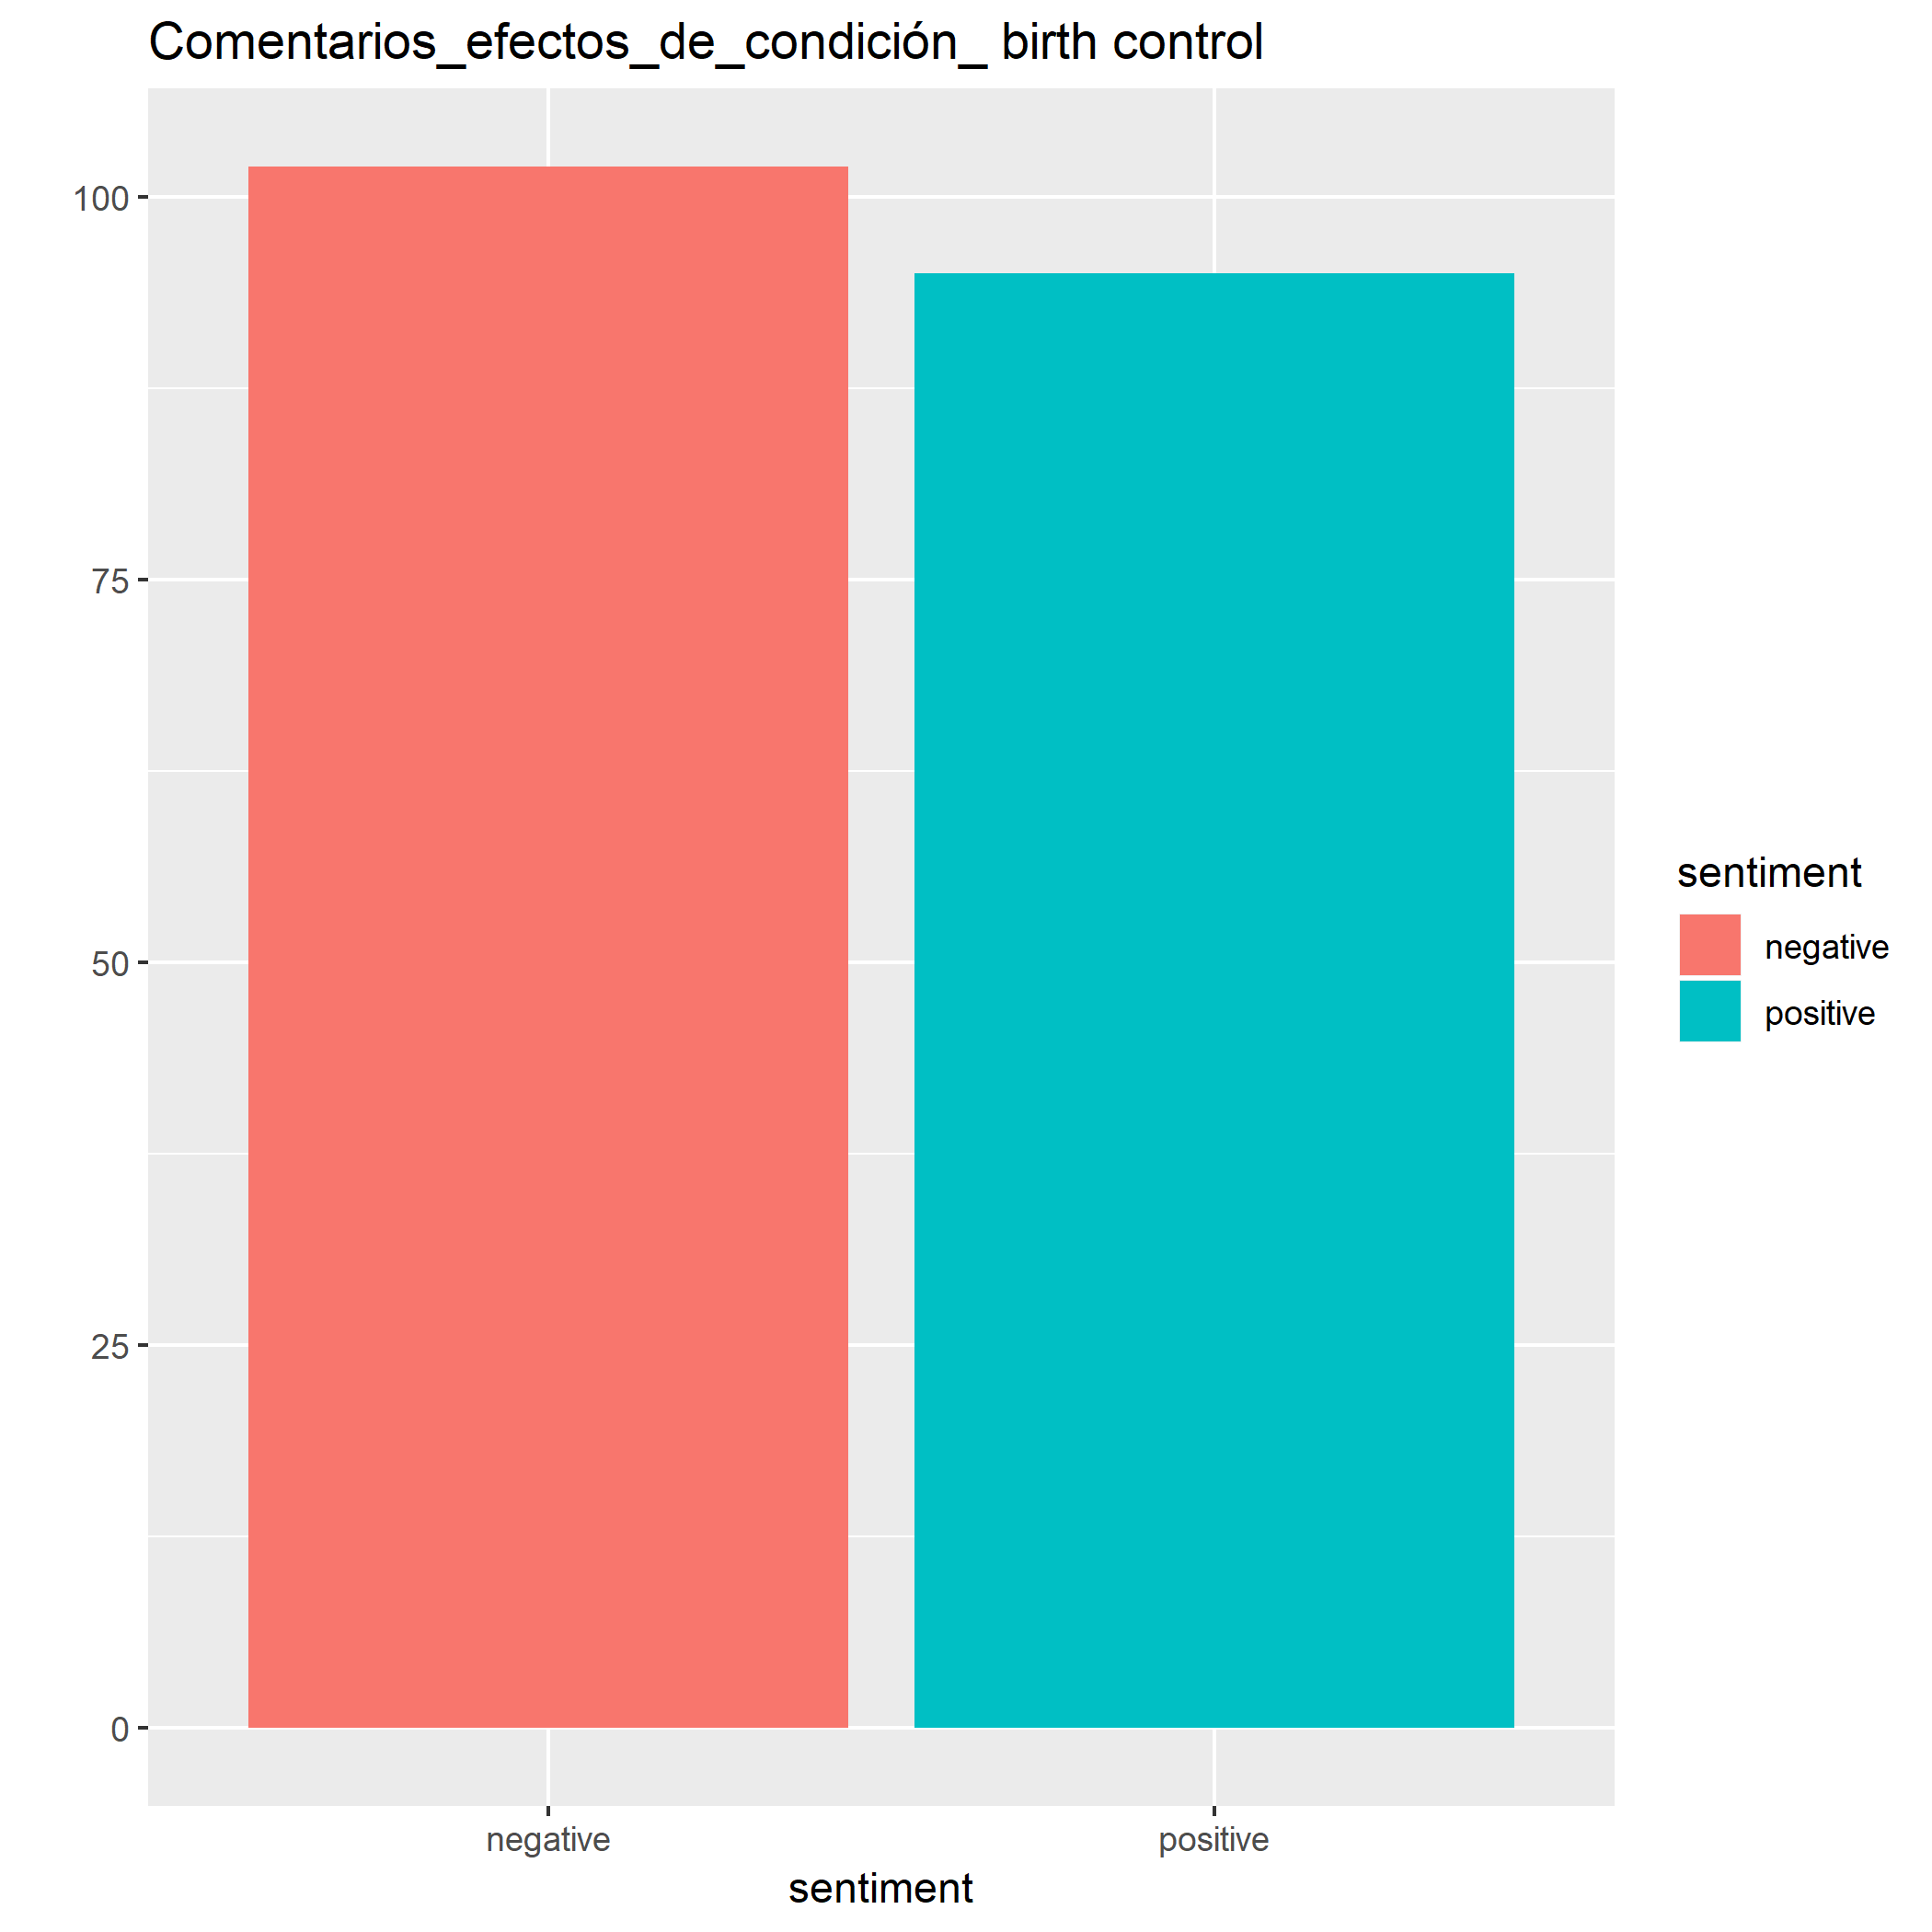 Comentarios_efectos_de_condición_ birth control
100
75
50
25
0
negative
positive
sentiment
sentiment
negative
positive